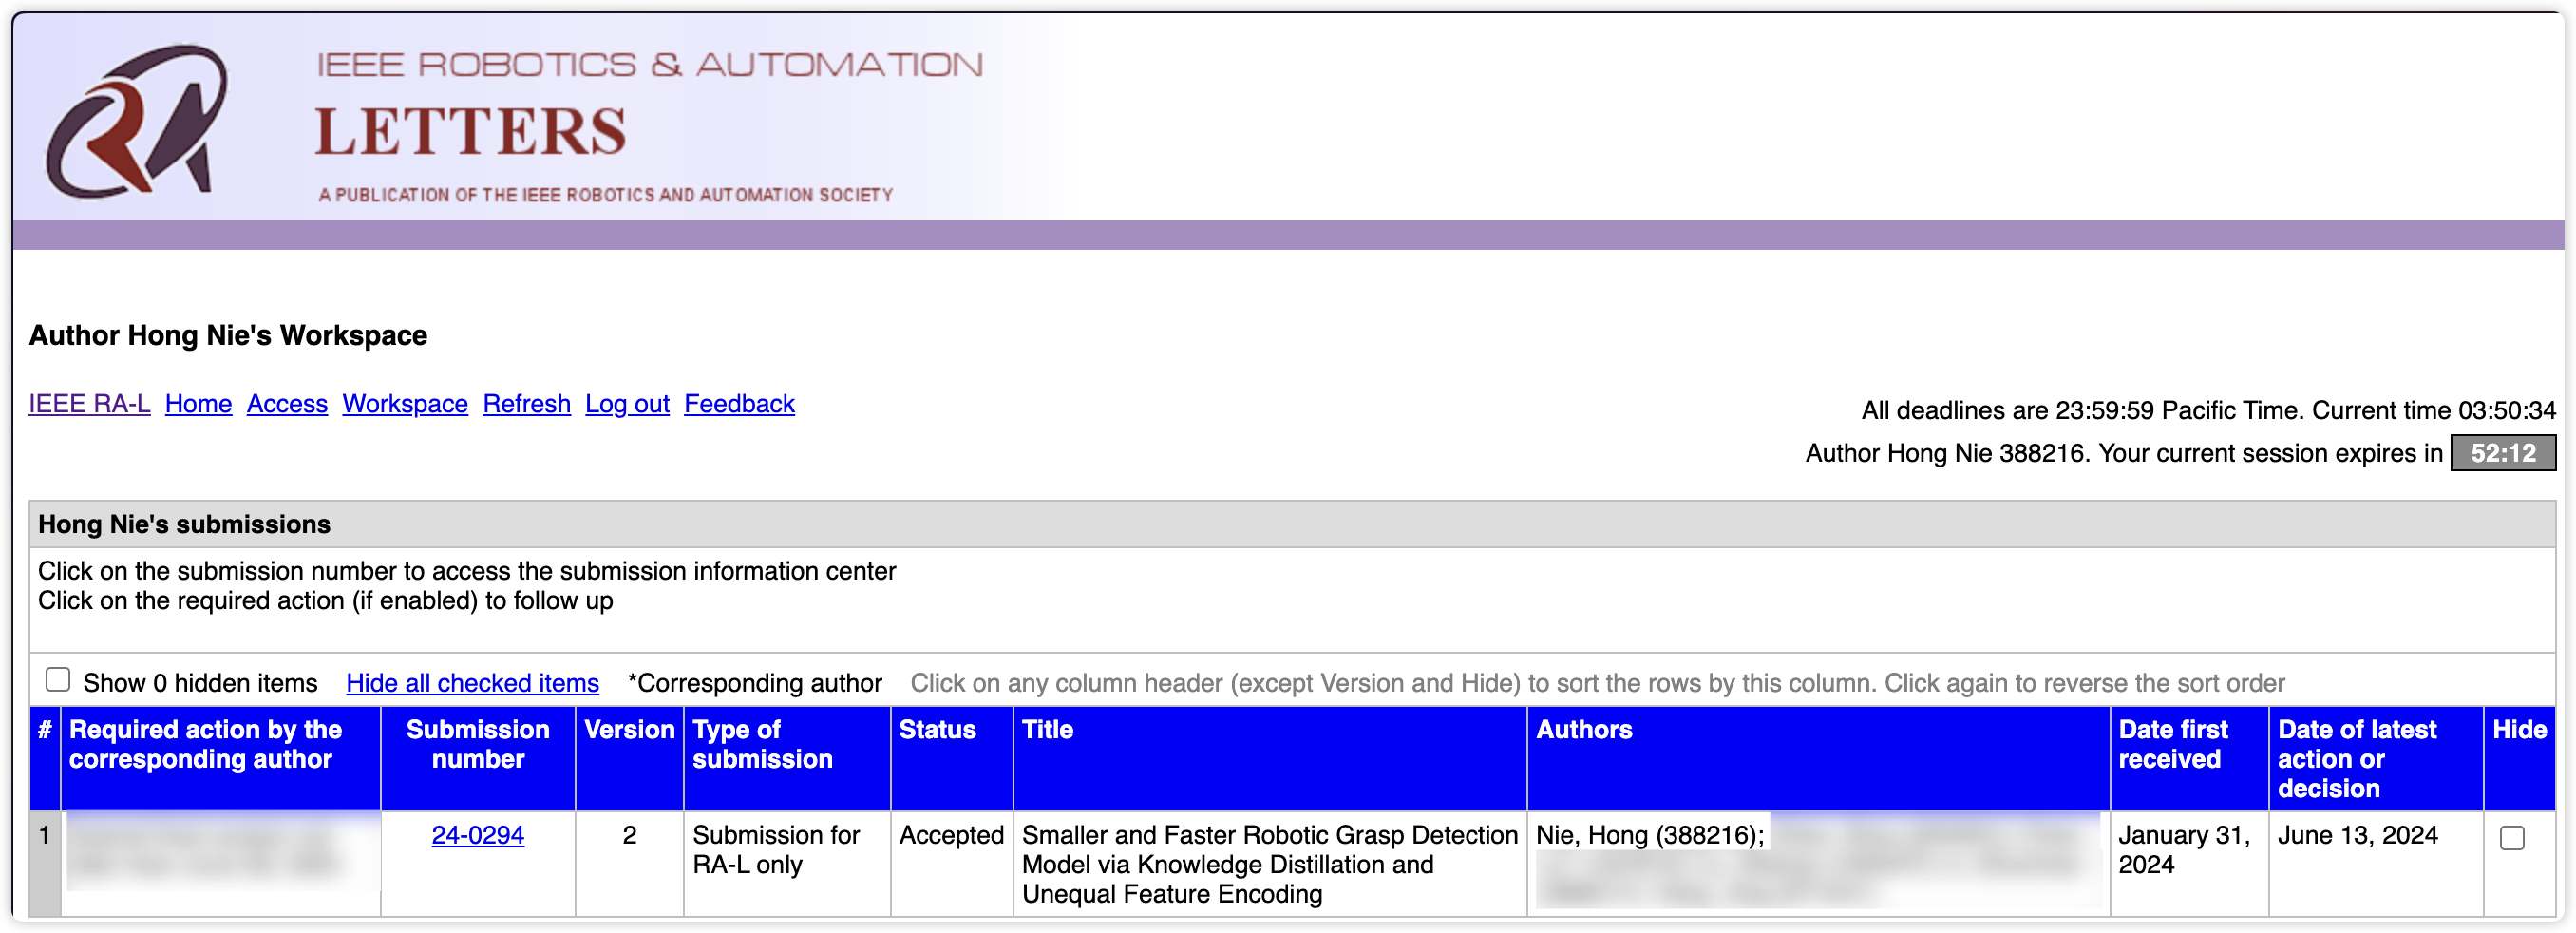 IEEE ROBOTICS & AUTOMATION
LETTERS
A PUBLICATION OF THE IEEE ROBOTICS AND AUTOMATION SOCIETY
Author Hong Nie's Workspace
IEEE RA-L Home Access Workspace Refresh Log out Feedback
All deadlines are 23:59:59 Pacific Time. Current time 03:50:34
Author Hong Nie 388216. Your current session expires in 52:12
Hong Nie's submissions
Click on the submission number to access the submission information center
Click on the required action (if enabled) to follow up
Show 0 hidden items Hide all checked items *Corresponding author Click on any column header (except Version and Hide) to sort the rows by this column. Click again to reverse the sort order
#
Required action by the
corresponding author
Submission
number
Version
Type of
submission
Status
Title
Authors
Date first
received
Date of latest
action or
decision
Hide
1
24-0294
2
Submission for
RA-L only
Accepted
Smaller and Faster Robotic Grasp Detection
Model via Knowledge Distillation and
Unequal Feature Encoding
Nie, Hong (388216);
January 31,
2024
June 13, 2024